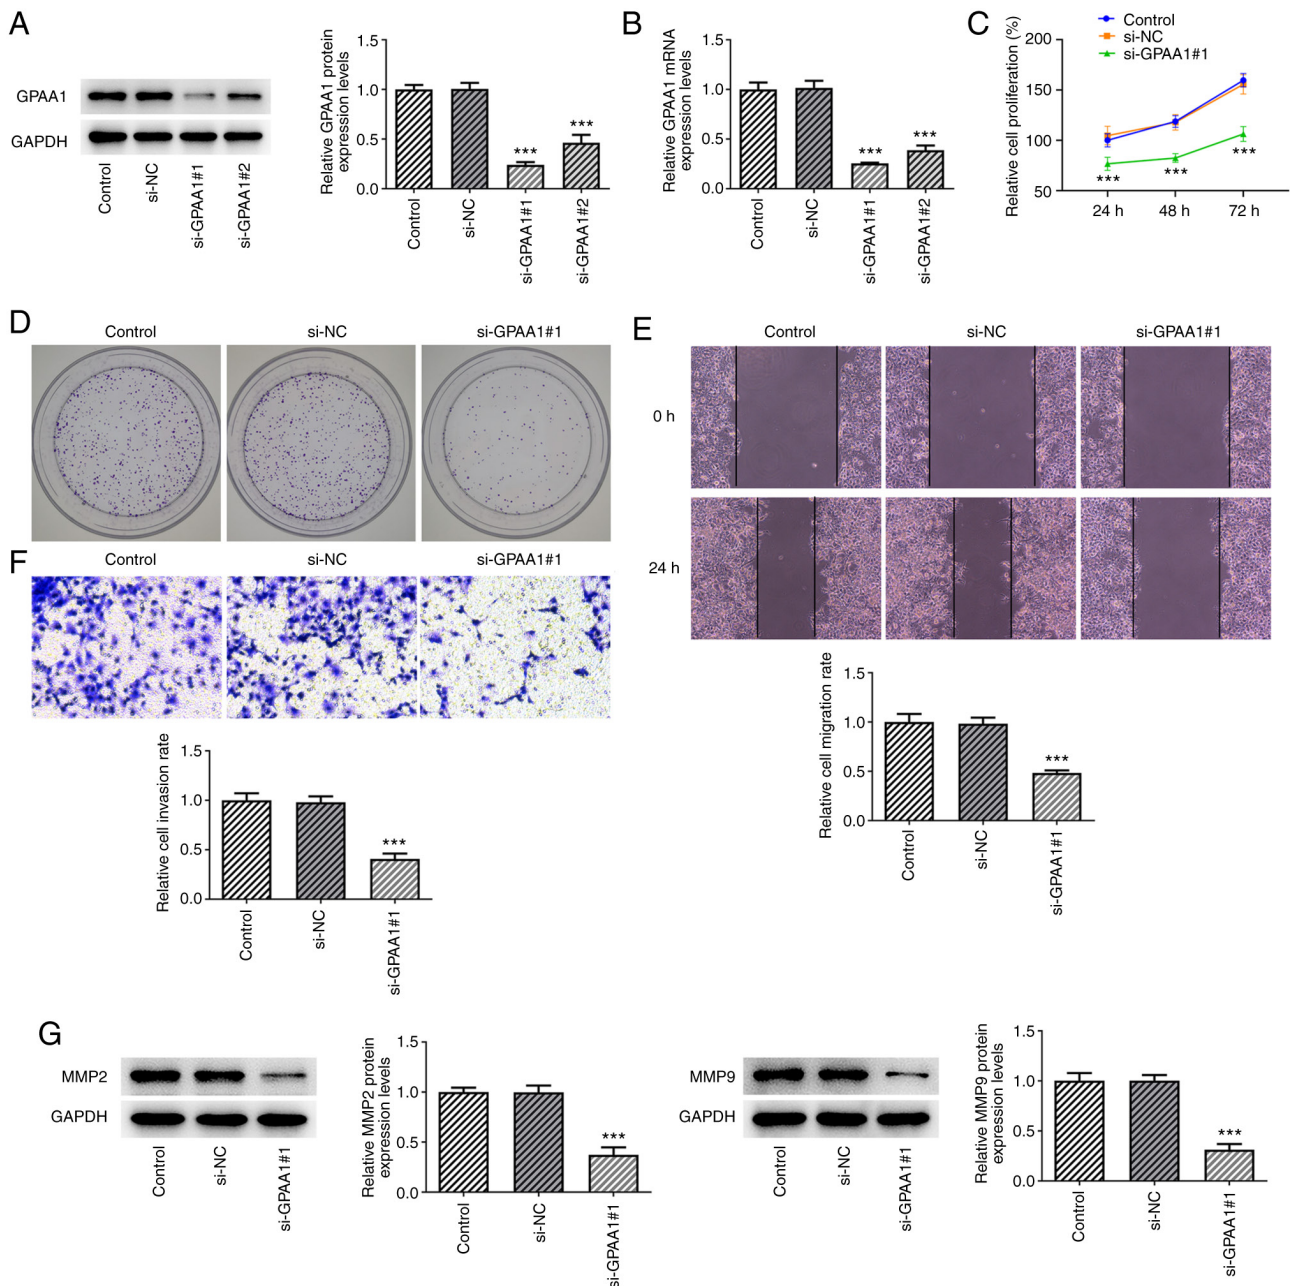 A
GPAA1
GAPDH
Control
si-NC
si-GPAA1#1
si-GPAA1#2
Relative GPAA1 protein
expression levels
1.5
1.0
0.5
0.0
***
***
Control
si-NC
si-GPAA1#1
si-GPAA1#2
B
Relative GPAA1 mRNA
expression levels
1.5
1.0
0.5
0.0
***
***
Control
si-NC
si-GPAA1#1
si-GPAA1#2
C
Control
si-NC
si-GPAA1#1
Relative cell proliferation (%)
200
150
100
50
***
***
***
24 h
48 h
72 h
D
Control
si-NC
si-GPAA1#1
E
Control
si-NC
si-GPAA1#1
0 h
24 h
Relative cell migration rate
1.5
1.0
0.5
0.0
***
Control
si-NC
si-GPAA1#1
F
Control
si-NC
si-GPAA1#1
Relative cell invasion rate
1.5
1.0
0.5
0.0
***
Control
si-NC
si-GPAA1#1
G
MMP2
GAPDH
Control
si-NC
si-GPAA1#1
Relative MMP2 protein
expression levels
1.5
1.0
0.5
0.0
***
Control
si-NC
si-GPAA1#1
MMP9
GAPDH
Control
si-NC
si-GPAA1#1
Relative MMP9 protein
expression levels
1.5
1.0
0.5
0.0
***
Control
si-NC
si-GPAA1#1